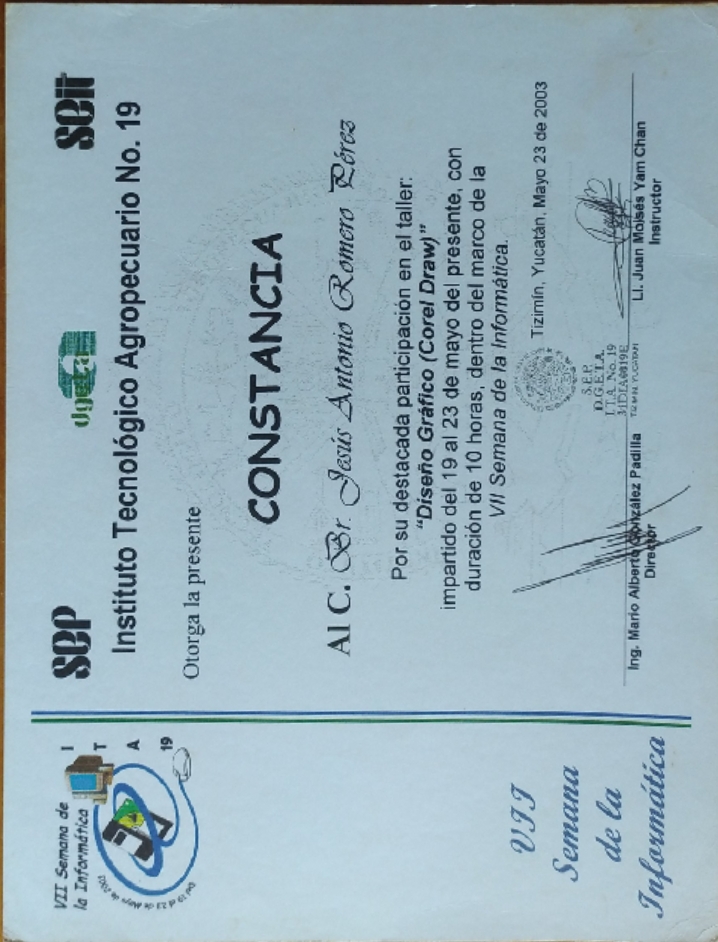 VII Semana de
la Informática
Del 19 al 23 de Mayo de 2003
I
T
A
19
SEP
dgeta
SEit
Instituto Tecnológico Agropecuario No. 19
Otorga la presente
CONSTANCIA
Al C. Br. Jesús Antonio Romero Pérez
Por su destacada participación en el taller:
"Diseño Gráfico (Corel Draw)"
impartido del 19 al 23 de mayo del presente, con
duración de 10 horas, dentro del marco de la
VII Semana de la Informática.
Tizimín, Yucatán, Mayo 23 de 2003
S.E.P.
D.G.E.T.A.
I.T.A. No. 19
31DIA0019E
TIZIMIN, YUCATAN
Ing. Mario Alberto González Padilla
Director
LI. Juan Moisés Yam Chan
Instructor
VII
Semana
de la
Informática